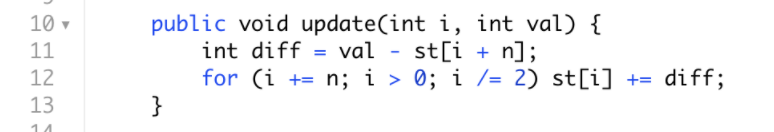 10 public void update(int i, int val) {
11 int diff = val - st[i + n];
12 for (i += n; i > 0; i /= 2) st[i] += diff;
13 }